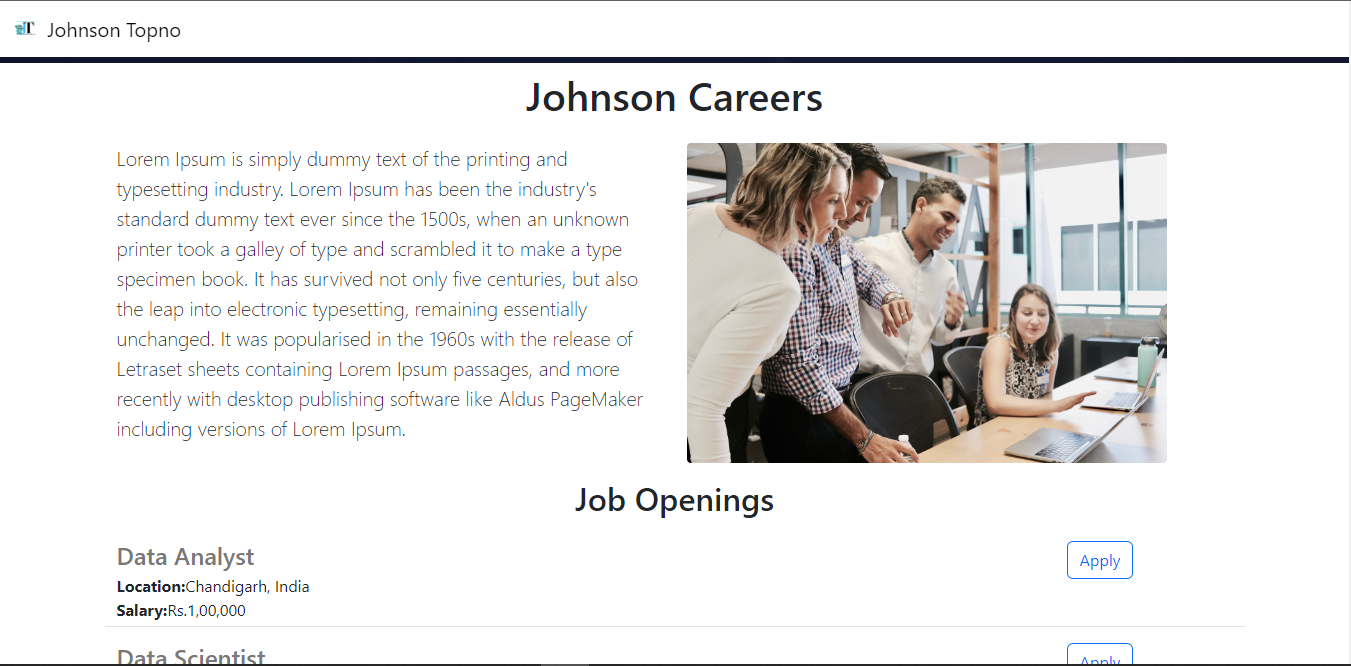 Johnson Topno
Johnson Careers
Lorem Ipsum is simply dummy text of the printing and
typesetting industry. Lorem Ipsum has been the industry's
standard dummy text ever since the 1500s, when an unknown
printer took a galley of type and scrambled it to make a type
specimen book. It has survived not only five centuries, but also
the leap into electronic typesetting, remaining essentially
unchanged. It was popularised in the 1960s with the release of
Letraset sheets containing Lorem Ipsum passages, and more
recently with desktop publishing software like Aldus PageMaker
including versions of Lorem Ipsum.
Job Openings
Data Analyst
Apply
Location:Chandigarh, India
Salary:Rs.1,00,000
Data Scientist
Apply